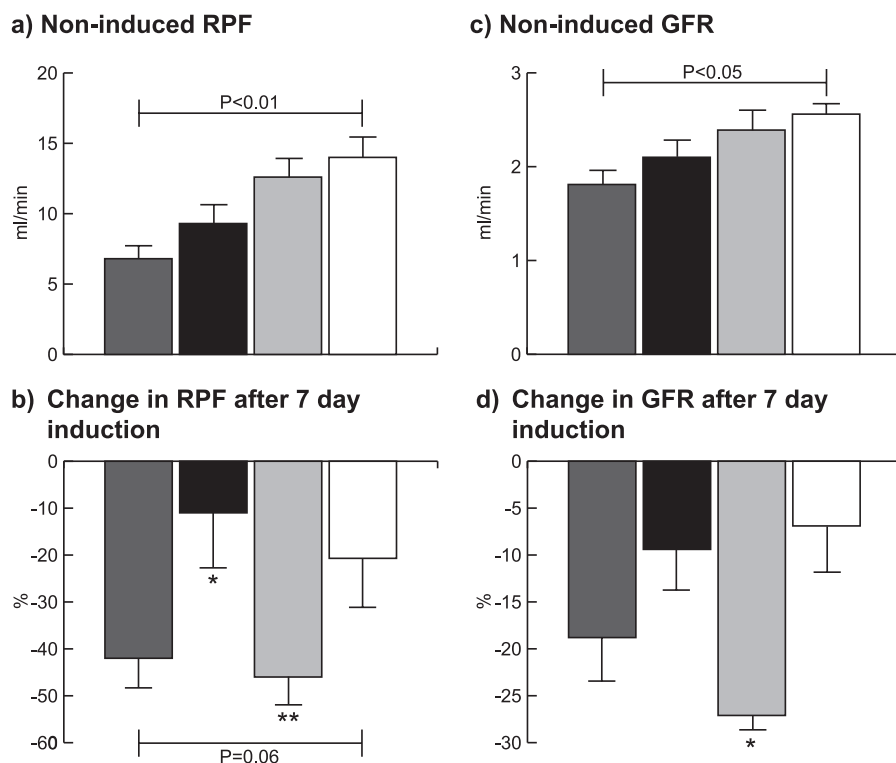 a) Non-induced RPF
20
15
10
5
0
ml/min
P<0.01
c) Non-induced GFR
3
2
1
0
ml/min
P<0.05
b) Change in RPF after 7 day
induction
0
-10
-20
-30
-40
-50
-60
%
*
**
P=0.06
d) Change in GFR after 7 day
induction
0
-5
-10
-15
-20
-25
-30
%
*